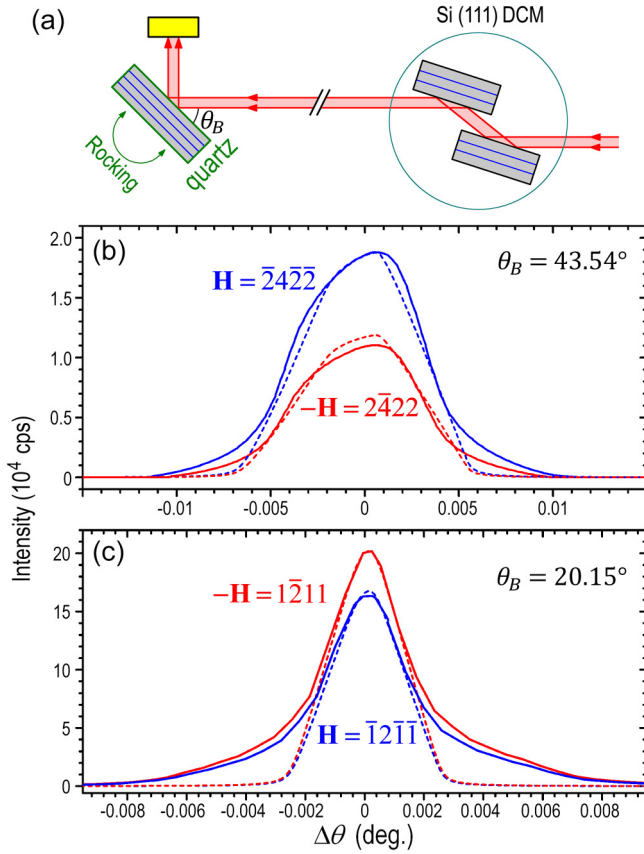 (a)
Si (111) DCM
θ_B
Rocking
quartz
(b)
H = 2̄42̄2̄
θ_B = 43.54°
−H = 24̄22
2.0
1.5
1.0
0.5
0
-0.01
-0.005
0
0.005
0.01
Intensity (10⁴ cps)
(c)
−H = 12̄11
θ_B = 20.15°
H = 1̄21̄1̄
20
15
10
5
0
-0.008
-0.006
-0.004
-0.002
0
0.002
0.004
0.006
0.008
Δθ (deg.)